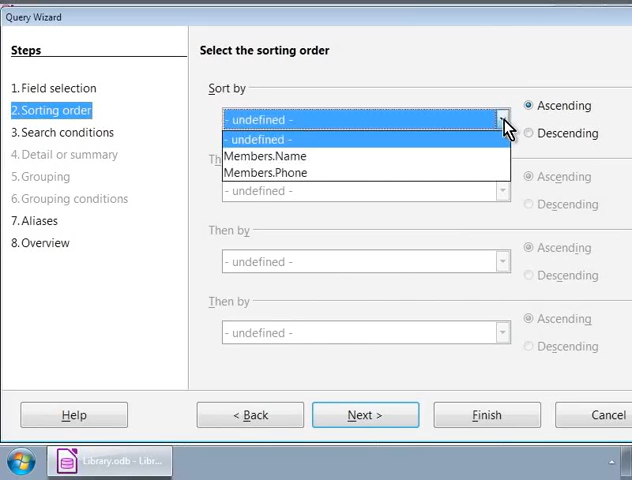 Query Wizard
Steps
1. Field selection
2. Sorting order
3. Search conditions
4. Detail or summary
5. Grouping
6. Grouping conditions
7. Aliases
8. Overview
Select the sorting order
Sort by
- undefined -
- undefined -
Members.Name
Members.Phone
Ascending
Descending
Th
- undefined -
Ascending
Descending
Then by
- undefined -
Ascending
Descending
Then by
- undefined -
Ascending
Descending
Help
< Back
Next >
Finish
Cancel
Library.odb - Libr...